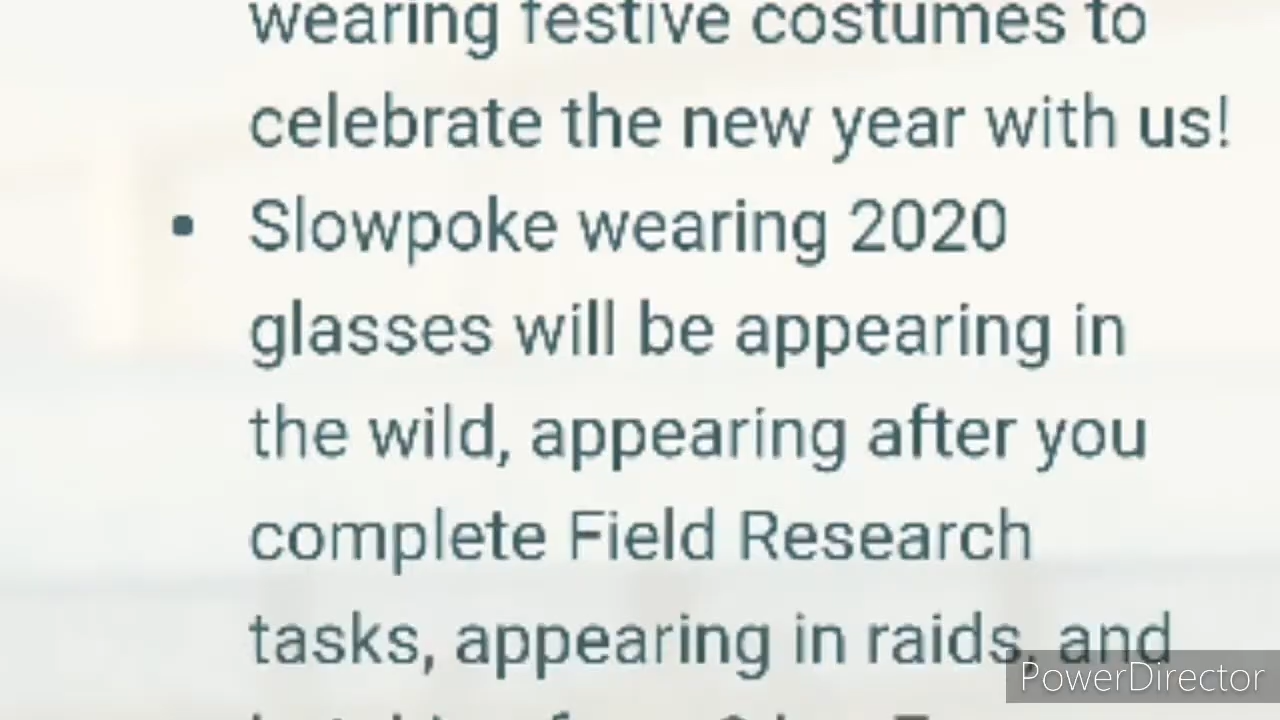 wearing festive costumes to
celebrate the new year with us!
• Slowpoke wearing 2020
glasses will be appearing in
the wild, appearing after you
complete Field Research
tasks, appearing in raids, and
PowerDirector